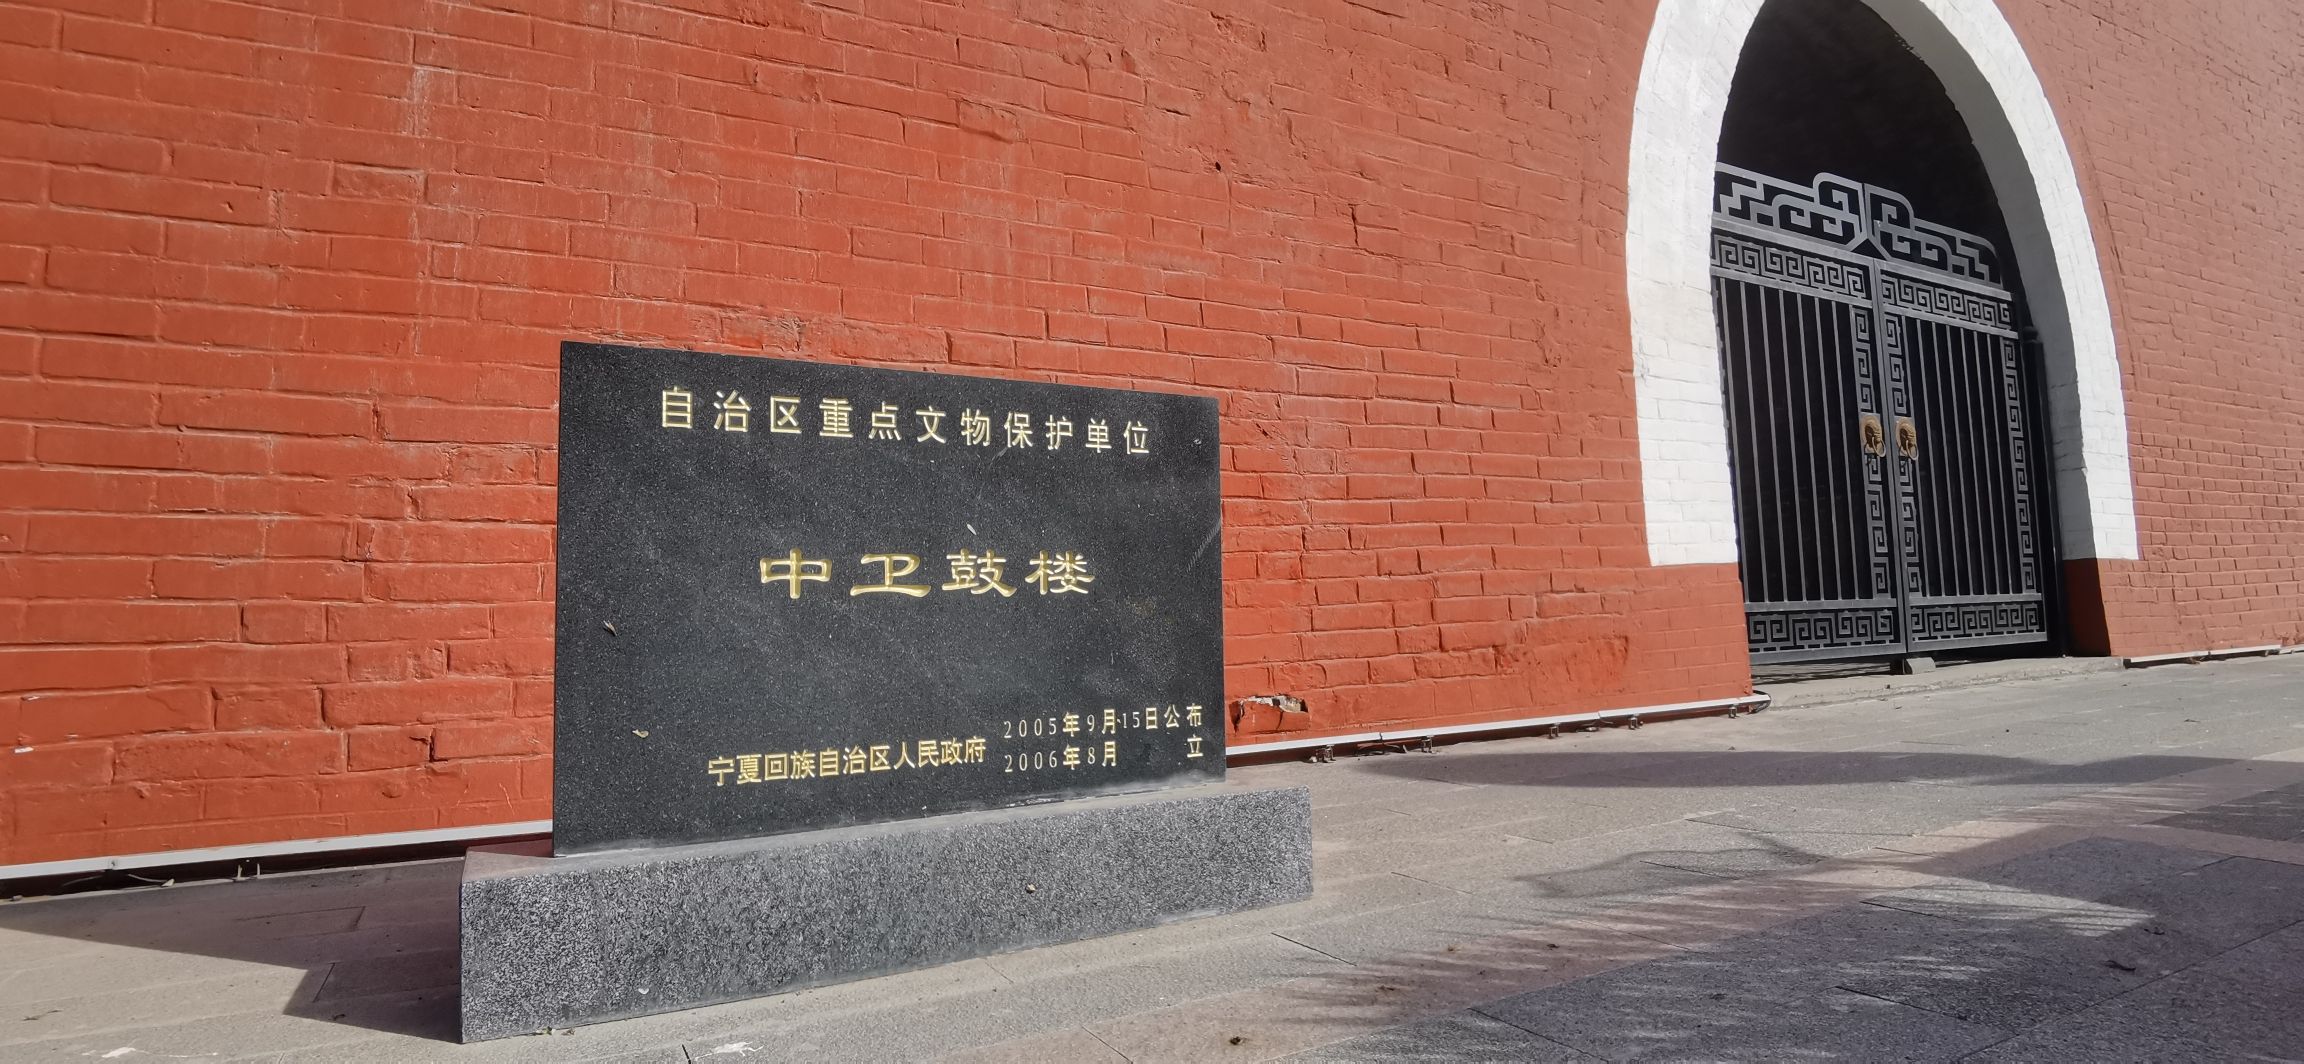 自治区重点文物保护单位
中卫鼓楼
宁夏回族自治区人民政府
2005年9月15日公布
2006年8月 立